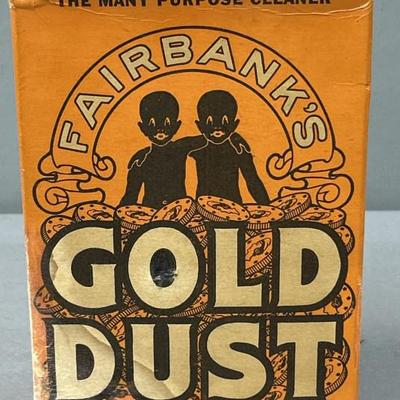 THE MANY PURPOSE CLEANER
FAIRBANK'S
GOLD
DUST